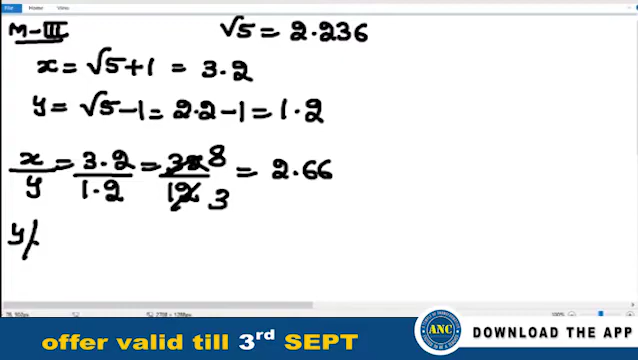 File Home View
M-III √5 = 2.236
x = √5+1 = 3.2
y = √5-1 = 2.2-1 = 1.2
x/y = 3.2/1.2 = 32/12 8/3 = 2.66
y/
100%
offer valid till 3rd SEPT ANC DOWNLOAD THE APP